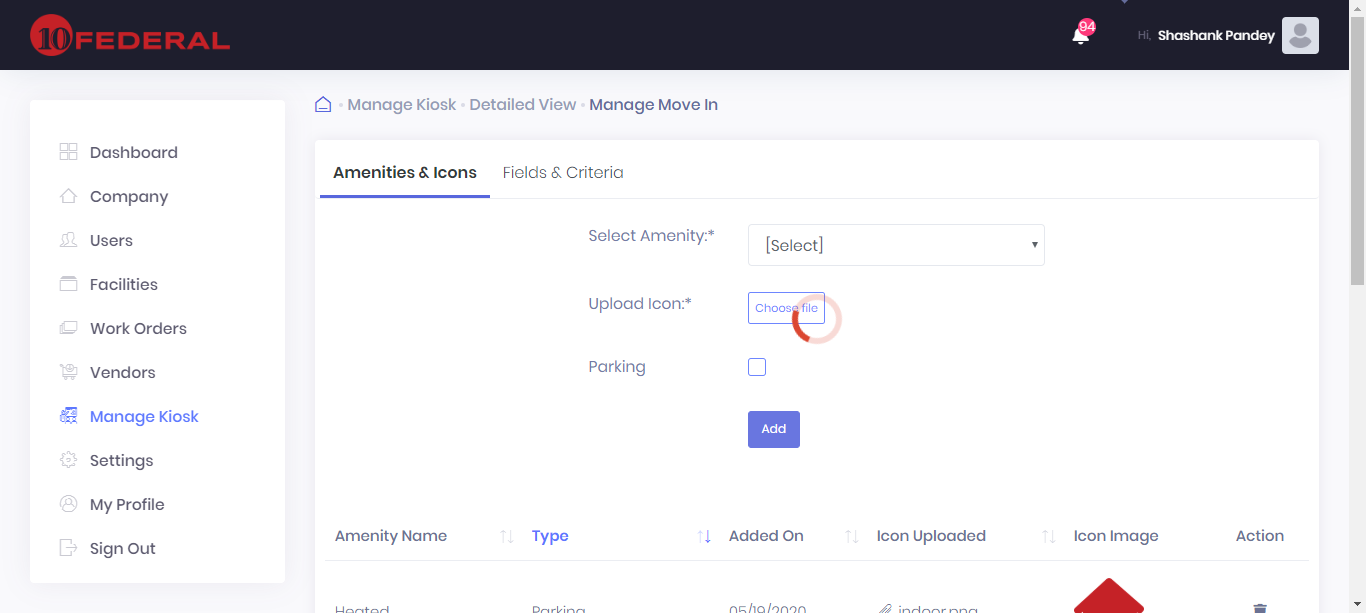 10 FEDERAL
94
Hi, Shashank Pandey
Manage Kiosk Detailed View Manage Move In
Dashboard
Company
Users
Facilities
Work Orders
Vendors
Manage Kiosk
Settings
My Profile
Sign Out
Amenities & Icons Fields & Criteria
Select Amenity:* [Select]
Upload Icon:* Choose file
Parking
Add
Amenity Name Type Added On Icon Uploaded Icon Image Action
Heated Parking 05/19/2020 indoor.png